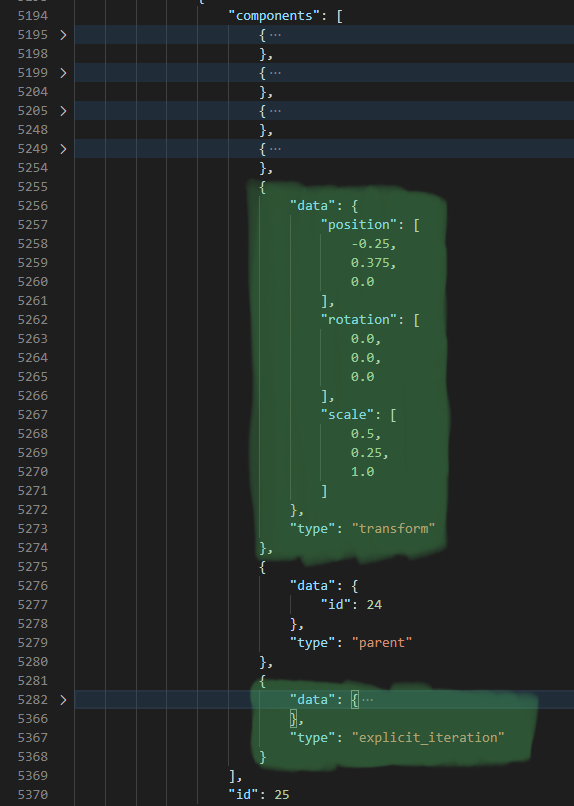 5194 "components": [
5195 > { ···
5198 },
5199 > { ···
5204 },
5205 > { ···
5248 },
5249 > { ···
5254 },
5255 {
5256 "data": {
5257 "position": [
5258 -0.25,
5259 0.375,
5260 0.0
5261 ],
5262 "rotation": [
5263 0.0,
5264 0.0,
5265 0.0
5266 ],
5267 "scale": [
5268 0.5,
5269 0.25,
5270 1.0
5271 ]
5272 },
5273 "type": "transform"
5274 },
5275 {
5276 "data": {
5277 "id": 24
5278 },
5279 "type": "parent"
5280 },
5281 {
5282 > "data": { ···
5366 },
5367 "type": "explicit_iteration"
5368 }
5369 ],
5370 "id": 25